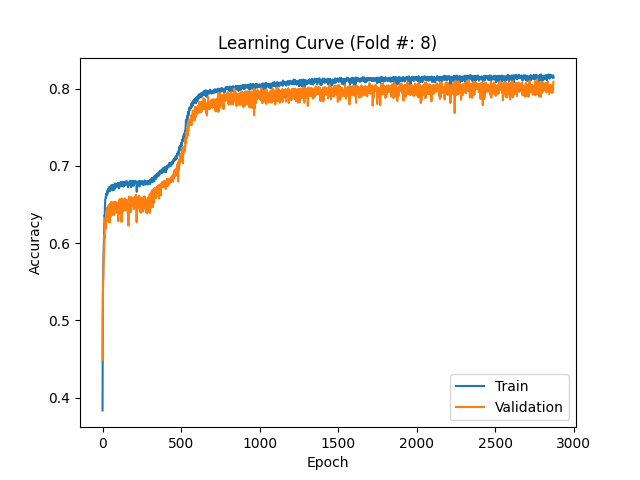 Learning Curve (Fold #: 8)
Accuracy
0.8
0.7
0.6
0.5
0.4
0 500 1000 1500 2000 2500 3000
Epoch
Train
Validation